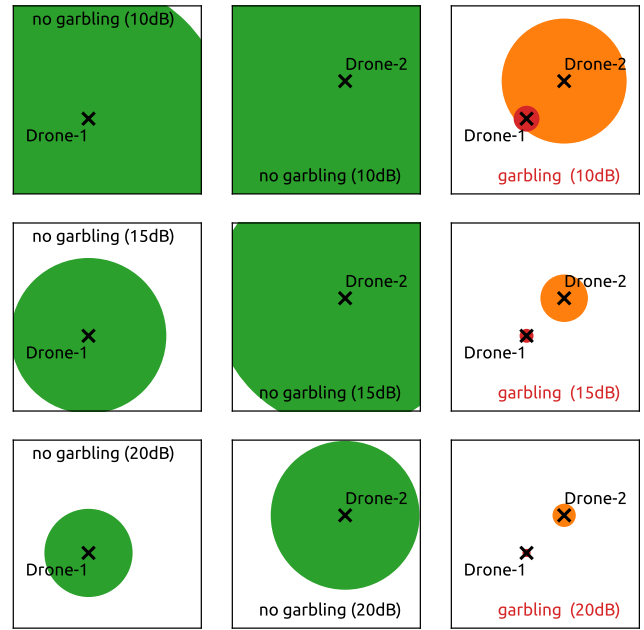 no garbling (10dB)
Drone-1
Drone-2
no garbling (10dB)
Drone-2
Drone-1
garbling (10dB)
no garbling (15dB)
Drone-1
Drone-2
no garbling (15dB)
Drone-2
Drone-1
garbling (15dB)
no garbling (20dB)
Drone-1
Drone-2
no garbling (20dB)
Drone-2
Drone-1
garbling (20dB)